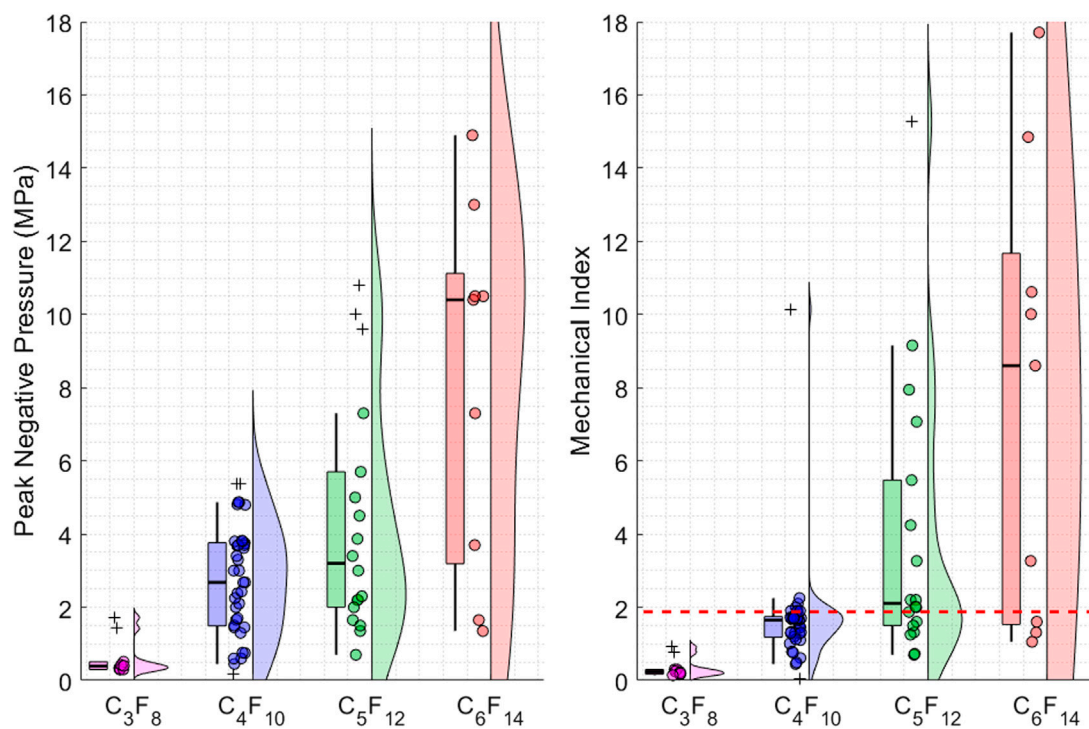 Peak Negative Pressure (MPa)
18
16
14
12
10
8
6
4
2
0
C₃F₈
C₄F₁₀
C₅F₁₂
C₆F₁₄
Mechanical Index
18
16
14
12
10
8
6
4
2
0
C₃F₈
C₄F₁₀
C₅F₁₂
C₆F₁₄